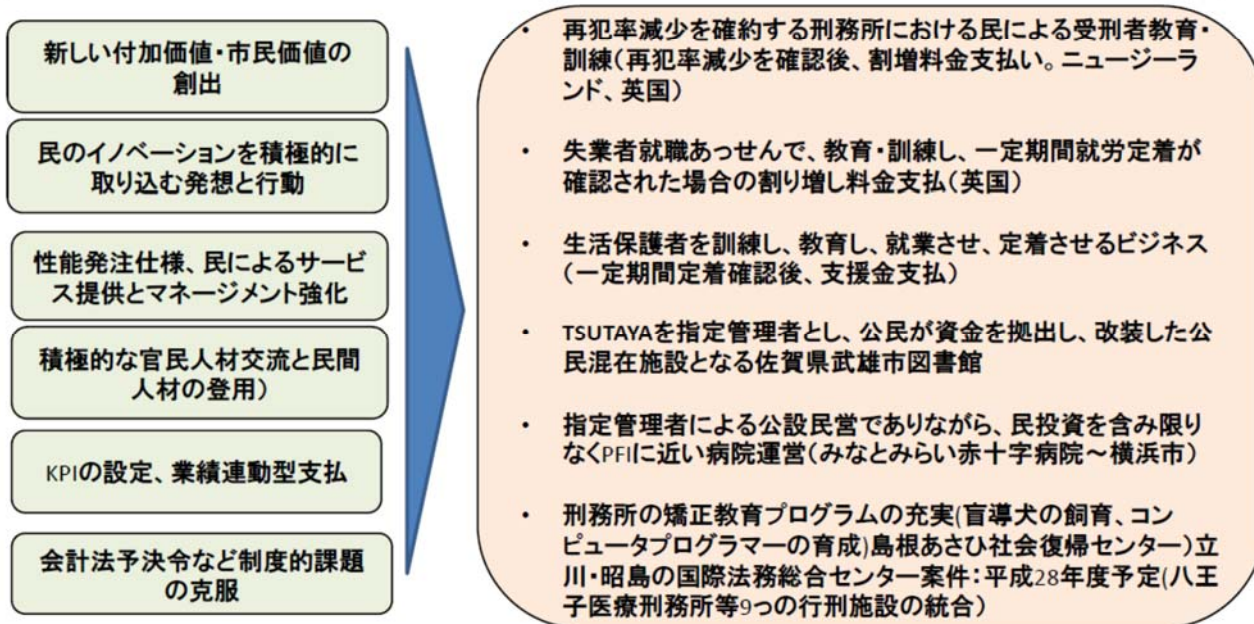 新しい付加価値・市民価値の
創出
民のイノベーションを積極的に
取り込む発想と行動
性能発注仕様、民によるサービ
ス提供とマネージメント強化
積極的な官民人材交流と民間
人材の登用）
KPIの設定、業績連動型支払
会計法予決令など制度的課題
の克服
・ 再犯率減少を確約する刑務所における民による受刑者教育・
訓練（再犯率減少を確認後、割増料金支払い。ニュージーラ
ンド、英国）
・ 失業者就職あっせんで、教育・訓練し、一定期間就労定着が
確認された場合の割り増し料金支払（英国）
・ 生活保護者を訓練し、教育し、就業させ、定着させるビジネス
（一定期間定着確認後、支援金支払）
・ TSUTAYAを指定管理者とし、公民が資金を拠出し、改装した公
民混在施設となる佐賀県武雄市図書館
・ 指定管理者による公設民営でありながら、民投資を含み限り
なくPFIに近い病院運営（みなとみらい赤十字病院～横浜市）
・ 刑務所の矯正教育プログラムの充実(盲導犬の飼育、コン
ピュータプログラマーの育成)島根あさひ社会復帰センター）立
川・昭島の国際法務総合センター案件：平成28年度予定(八王
子医療刑務所等9っの行刑施設の統合）